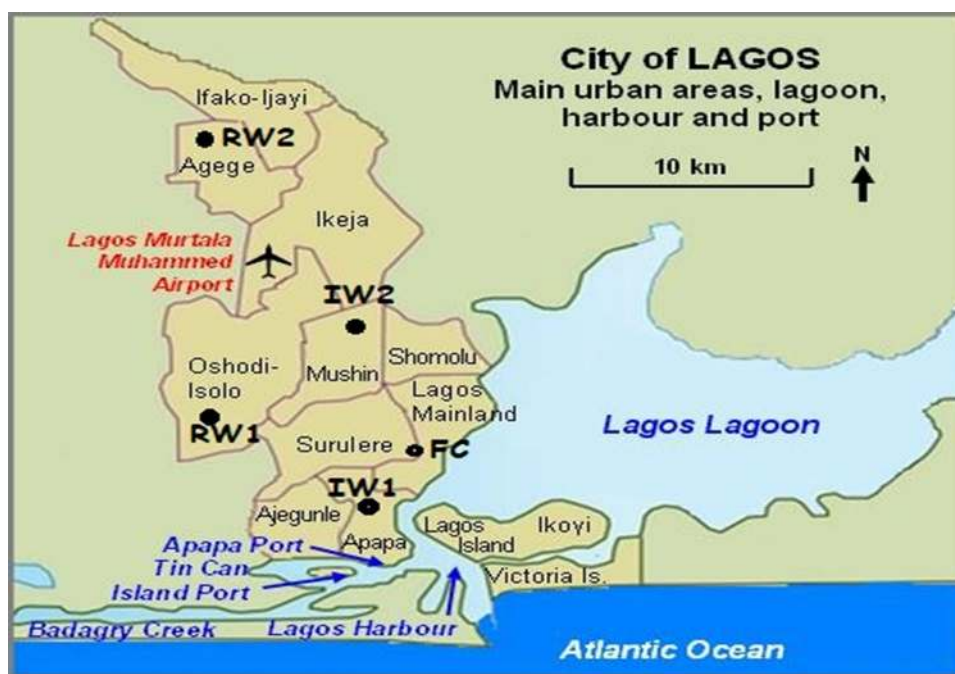 City of LAGOS
Main urban areas, lagoon,
harbour and port
10 km
N
Ifako-Ijayi
RW2
Agege
Ikeja
Lagos Murtala
Muhammed
Airport
IW2
Oshodi-
Isolo
Mushin
Shomolu
Lagos
Mainland
RW1
Surulere
FC
Lagos Lagoon
IW1
Ajegunle
Apapa
Lagos
Island
Ikoyi
Apapa Port
Tin Can
Island Port
Victoria Is.
Badagry Creek
Lagos Harbour
Atlantic Ocean